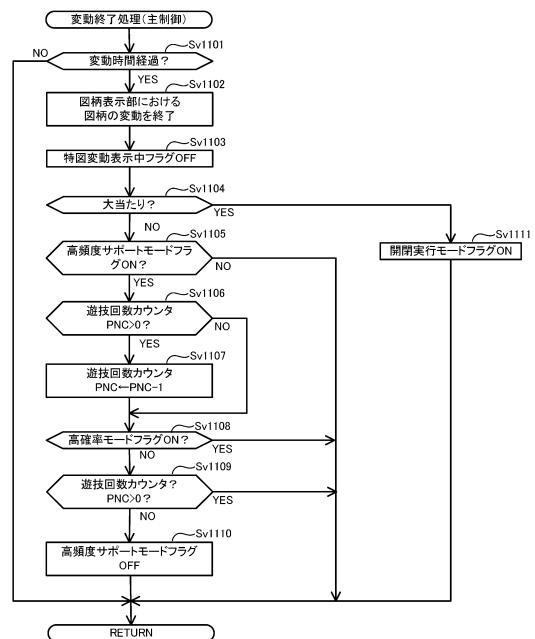 変動終了処理(主制御)
Sv1101
NO
変動時間経過?
YES
Sv1102
図柄表示部における
図柄の変動を終了
Sv1103
特図変動表示中フラグOFF
Sv1104
大当たり?
YES
NO
Sv1105
高頻度サポートモードフラ
グON?
NO
YES
Sv1111
開閉実行モードフラグON
Sv1106
遊技回数カウンタ
PNC>0?
NO
YES
Sv1107
遊技回数カウンタ
PNC←PNC-1
Sv1108
高確率モードフラグON?
YES
NO
Sv1109
遊技回数カウンタ?
PNC>0?
YES
NO
Sv1110
高頻度サポートモードフラグ
OFF
RETURN